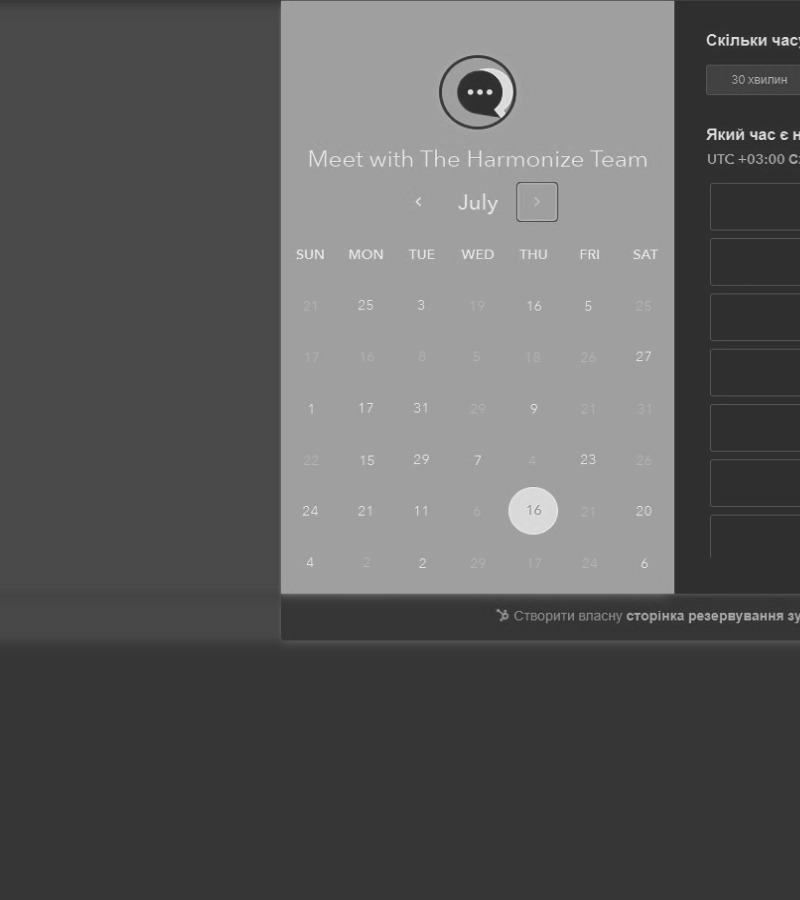 Meet with The Harmonize Team
July
SUN MON TUE WED THU FRI SAT
21 25 3 19 16 5 25
17 16 8 5 18 26 27
1 17 31 29 9 21 31
22 15 29 7 4 23 26
24 21 11 6 16 21 20
4 2 2 29 17 24 6
Створити власну сторінка резервування
Скільки
30 хвилин
Який час є
UTC +03:00